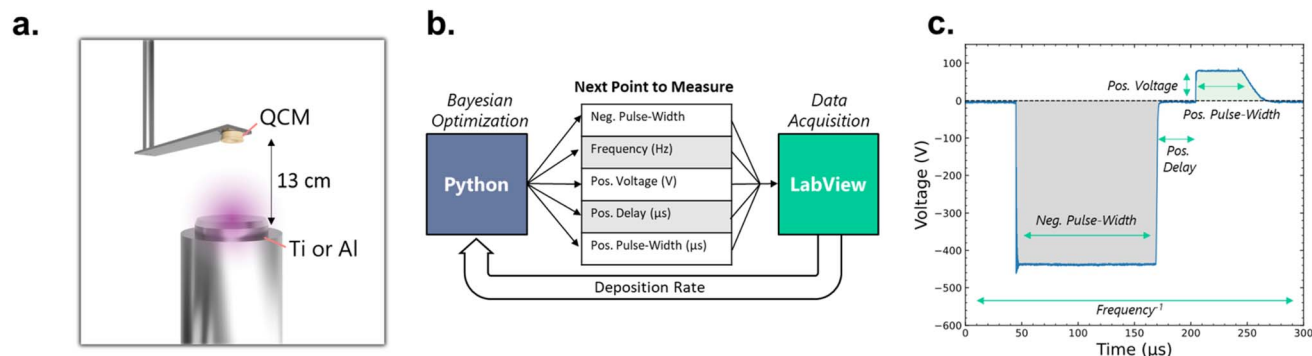 a.
QCM
13 cm
Ti or Al
b.
Bayesian
Optimization
Python
Next Point to Measure
Neg. Pulse-Width
Frequency (Hz)
Pos. Voltage (V)
Pos. Delay (μs)
Pos. Pulse-Width (μs)
Data
Acquisition
LabView
Deposition Rate
c.
Voltage (V)
100
0
−100
−200
−300
−400
−500
−600
Pos. Voltage
Pos. Pulse-Width
Pos.
Delay
Neg. Pulse-Width
Frequency⁻¹
0
50
100
150
200
250
300
Time (μs)